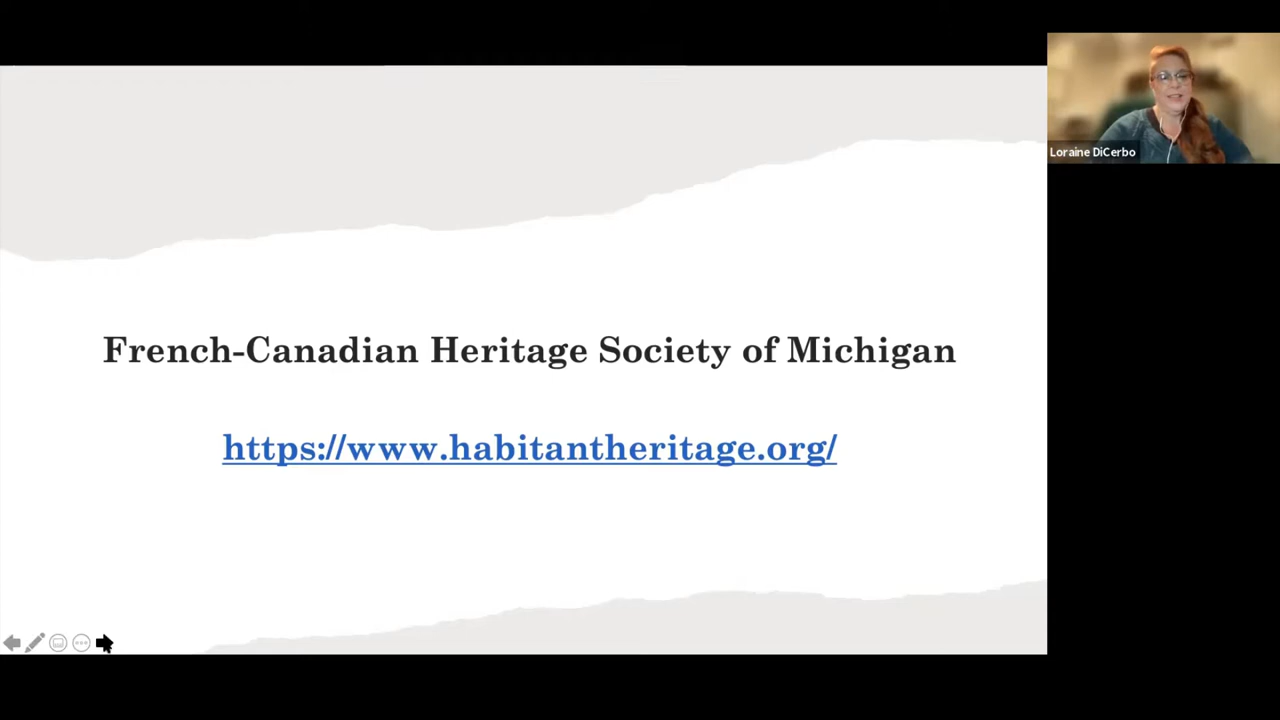 French-Canadian Heritage Society of Michigan
https://www.habitantheritage.org/
Loraine DiCerbo